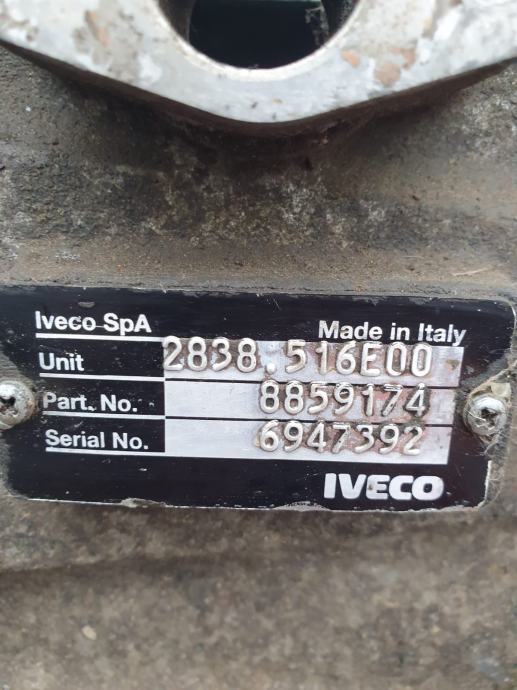 Iveco SpA Made in Italy
Unit 2838.516E00
Part. No. 8859174
Serial No. 6947392
IVECO